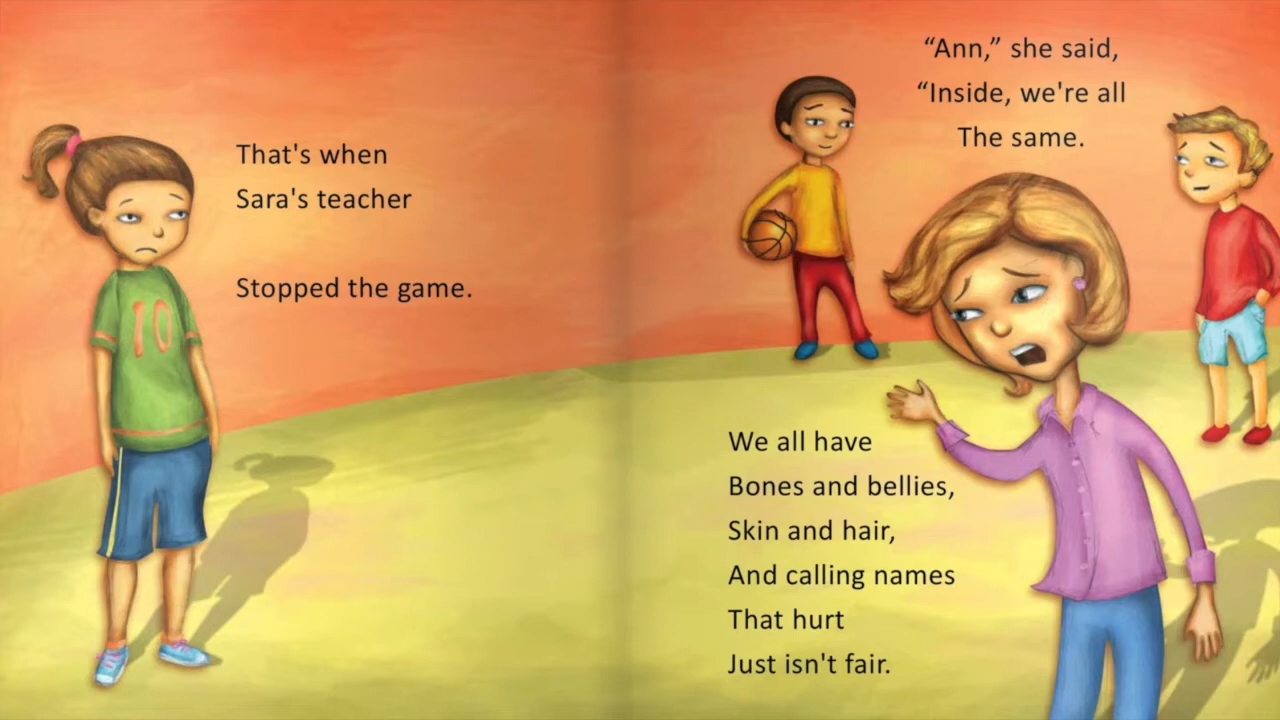 That's when
Sara's teacher
Stopped the game.
“Ann,” she said,
“Inside, we're all
The same.
We all have
Bones and bellies,
Skin and hair,
And calling names
That hurt
Just isn't fair.
10